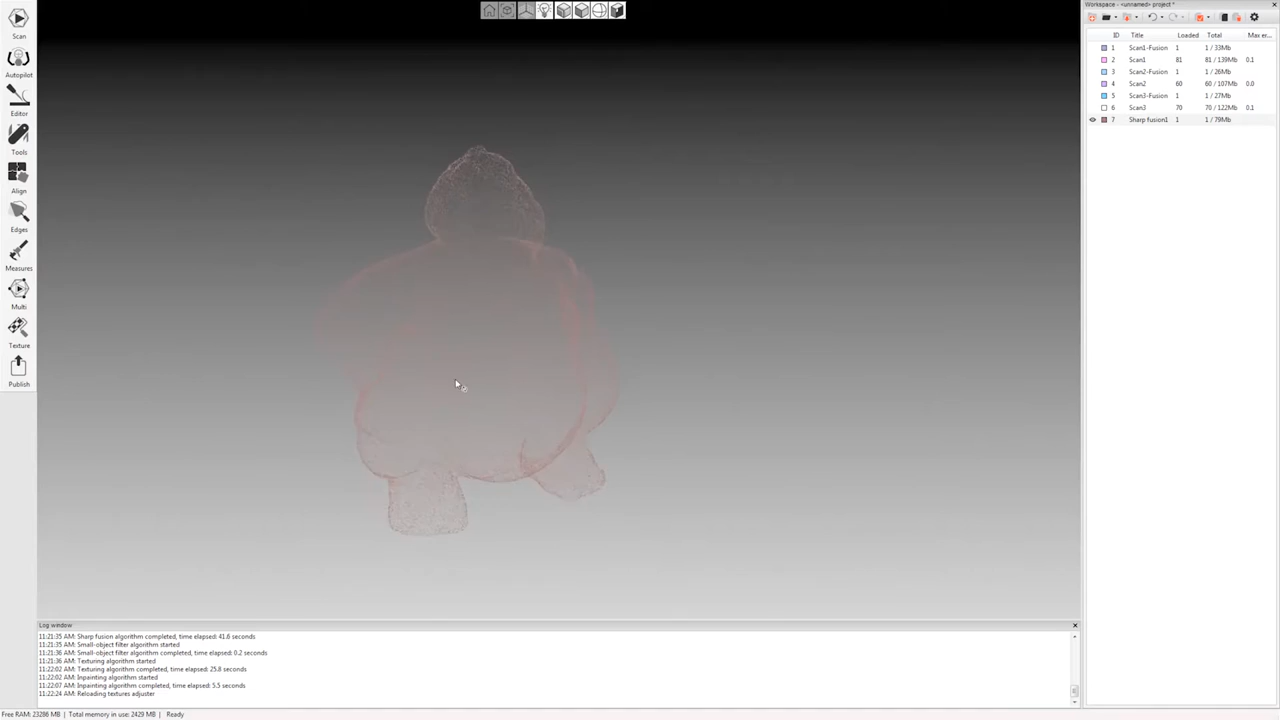 Workspace - <unnamed> project *
ID Title Loaded Total Max er...
1 Scan1-Fusion 1 1 / 33Mb
2 Scan1 81 81 / 139Mb 0.1
3 Scan2-Fusion 1 1 / 26Mb
4 Scan2 60 60 / 107Mb 0.0
5 Scan3-Fusion 1 1 / 27Mb
6 Scan3 70 70 / 122Mb 0.1
7 Sharp fusion1 1 1 / 79Mb
Scan
Autopilot
Editor
Tools
Align
Edges
Measures
Multi
Texture
Publish
Log window
11:21:35 AM: Sharp fusion algorithm completed, time elapsed: 41.6 seconds
11:21:35 AM: Small-object filter algorithm started
11:21:36 AM: Small-object filter algorithm completed, time elapsed: 0.2 seconds
11:21:36 AM: Texturing algorithm started
11:22:02 AM: Texturing algorithm completed, time elapsed: 25.8 seconds
11:22:02 AM: Inpainting algorithm started
11:22:07 AM: Inpainting algorithm completed, time elapsed: 5.5 seconds
11:22:24 AM: Reloading textures adjuster
Free RAM: 23286 MB | Total memory in use: 2429 MB | Ready